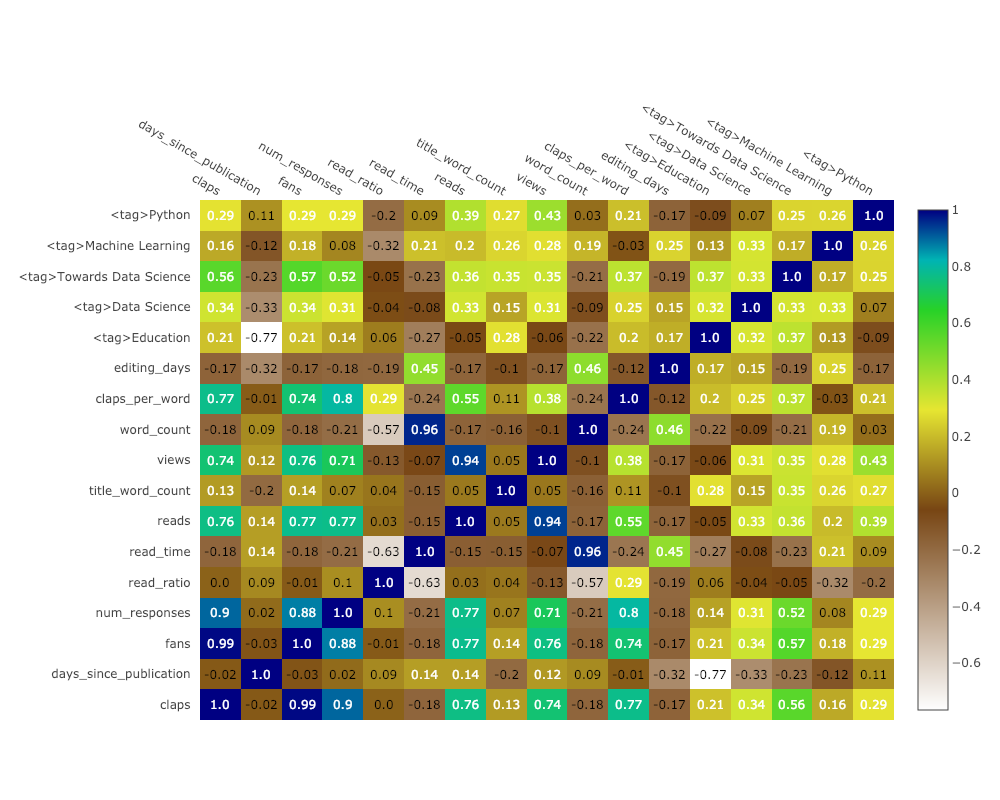 claps days_since_publication fans num_responses read_ratio read_time reads title_word_count views word_count claps_per_word editing_days <tag>Education <tag>Data Science <tag>Towards Data Science <tag>Machine Learning <tag>Python
<tag>Python 0.29 0.11 0.29 0.29 -0.2 0.09 0.39 0.27 0.43 0.03 0.21 -0.17 -0.09 0.07 0.25 0.26 1.0
<tag>Machine Learning 0.16 -0.12 0.18 0.08 -0.32 0.21 0.2 0.26 0.28 0.19 -0.03 0.25 0.13 0.33 0.17 1.0 0.26
<tag>Towards Data Science 0.56 -0.23 0.57 0.52 -0.05 -0.23 0.36 0.35 0.35 -0.21 0.37 -0.19 0.37 0.33 1.0 0.17 0.25
<tag>Data Science 0.34 -0.33 0.34 0.31 -0.04 -0.08 0.33 0.15 0.31 -0.09 0.25 0.15 0.32 1.0 0.33 0.33 0.07
<tag>Education 0.21 -0.77 0.21 0.14 0.06 -0.27 -0.05 0.28 -0.06 -0.22 0.2 0.17 1.0 0.32 0.37 0.13 -0.09
editing_days -0.17 -0.32 -0.17 -0.18 -0.19 0.45 -0.17 -0.1 -0.17 0.46 -0.12 1.0 0.17 0.15 -0.19 0.25 -0.17
claps_per_word 0.77 -0.01 0.74 0.8 0.29 -0.24 0.55 0.11 0.38 -0.24 1.0 -0.12 0.2 0.25 0.37 -0.03 0.21
word_count -0.18 0.09 -0.18 -0.21 -0.57 0.96 -0.17 -0.16 -0.1 1.0 -0.24 0.46 -0.22 -0.09 -0.21 0.19 0.03
views 0.74 0.12 0.76 0.71 -0.13 -0.07 0.94 0.05 1.0 -0.1 0.38 -0.17 -0.06 0.31 0.35 0.28 0.43
title_word_count 0.13 -0.2 0.14 0.07 0.04 -0.15 0.05 1.0 0.05 -0.16 0.11 -0.1 0.28 0.15 0.35 0.26 0.27
reads 0.76 0.14 0.77 0.77 0.03 -0.15 1.0 0.05 0.94 -0.17 0.55 -0.17 -0.05 0.33 0.36 0.2 0.39
read_time -0.18 0.14 -0.18 -0.21 -0.63 1.0 -0.15 -0.15 -0.07 0.96 -0.24 0.45 -0.27 -0.08 -0.23 0.21 0.09
read_ratio 0.0 0.09 -0.01 0.1 1.0 -0.63 0.03 0.04 -0.13 -0.57 0.29 -0.19 0.06 -0.04 -0.05 -0.32 -0.2
num_responses 0.9 0.02 0.88 1.0 0.1 -0.21 0.77 0.07 0.71 -0.21 0.8 -0.18 0.14 0.31 0.52 0.08 0.29
fans 0.99 -0.03 1.0 0.88 -0.01 -0.18 0.77 0.14 0.76 -0.18 0.74 -0.17 0.21 0.34 0.57 0.18 0.29
days_since_publication -0.02 1.0 -0.03 0.02 0.09 0.14 0.14 -0.2 0.12 0.09 -0.01 -0.32 -0.77 -0.33 -0.23 -0.12 0.11
claps 1.0 -0.02 0.99 0.9 0.0 -0.18 0.76 0.13 0.74 -0.18 0.77 -0.17 0.21 0.34 0.56 0.16 0.29
1
0.8
0.6
0.4
0.2
0
−0.2
−0.4
−0.6